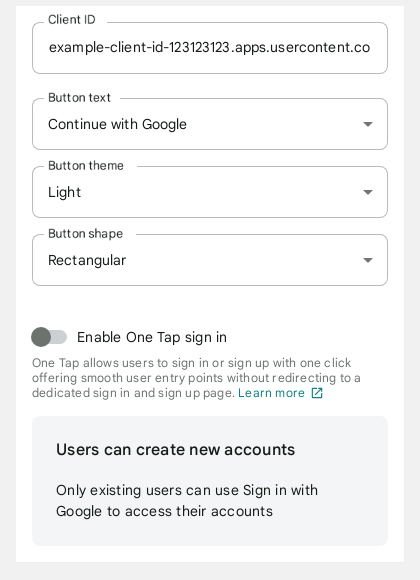 Client ID
example-client-id-123123123.apps.usercontent.co
Button text
Continue with Google
Button theme
Light
Button shape
Rectangular
Enable One Tap sign in
One Tap allows users to sign in or sign up with one click
offering smooth user entry points without redirecting to a
dedicated sign in and sign up page. Learn more
Users can create new accounts
Only existing users can use Sign in with
Google to access their accounts